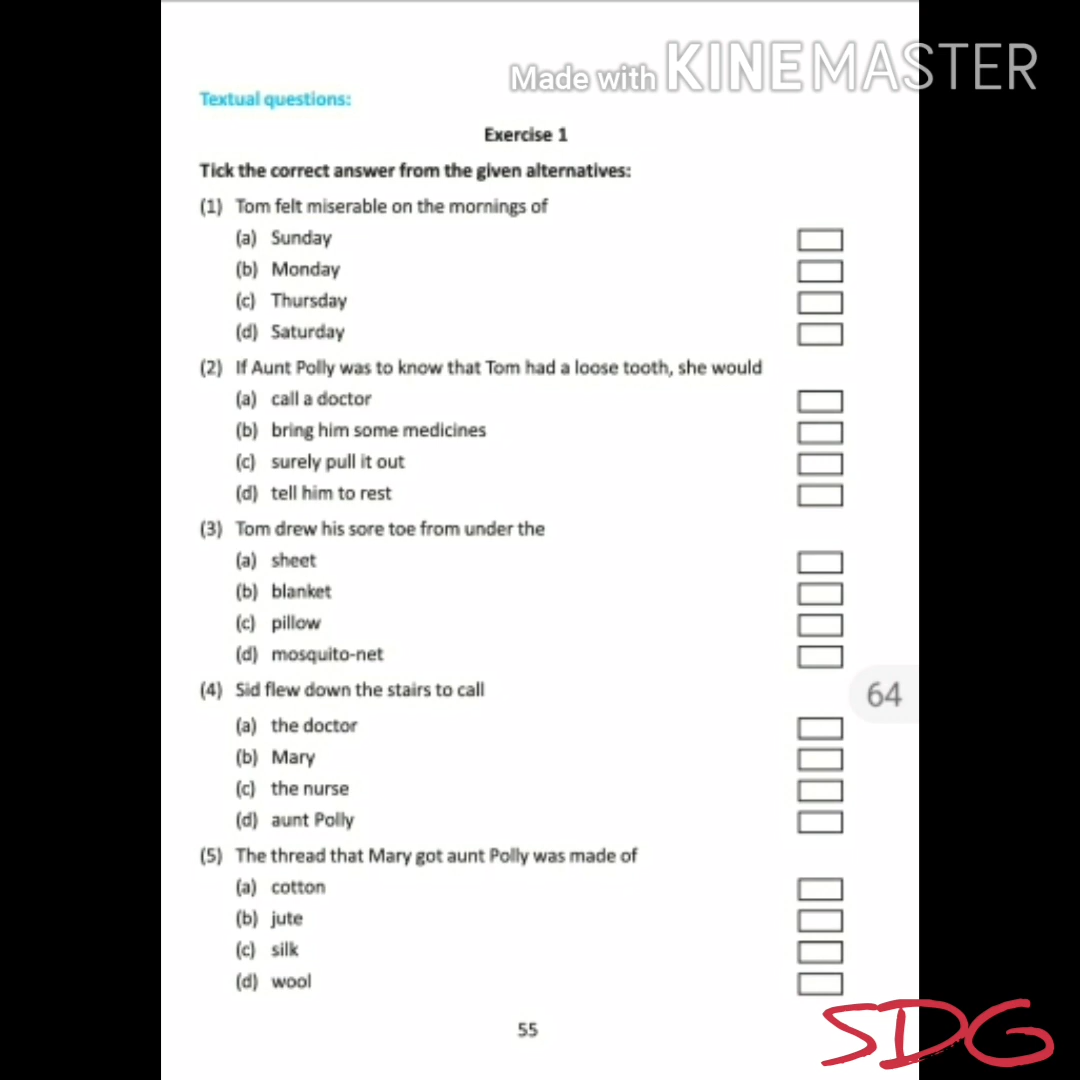 Made with KINEMASTER
Textual questions:
Exercise 1
Tick the correct answer from the given alternatives:
(1) Tom felt miserable on the mornings of
(a) Sunday
(b) Monday
(c) Thursday
(d) Saturday
(2) If Aunt Polly was to know that Tom had a loose tooth, she would
(a) call a doctor
(b) bring him some medicines
(c) surely pull it out
(d) tell him to rest
(3) Tom drew his sore toe from under the
(a) sheet
(b) blanket
(c) pillow
(d) mosquito-net
(4) Sid flew down the stairs to call
64
(a) the doctor
(b) Mary
(c) the nurse
(d) aunt Polly
(5) The thread that Mary got aunt Polly was made of
(a) cotton
(b) jute
(c) silk
(d) wool
55
SDG